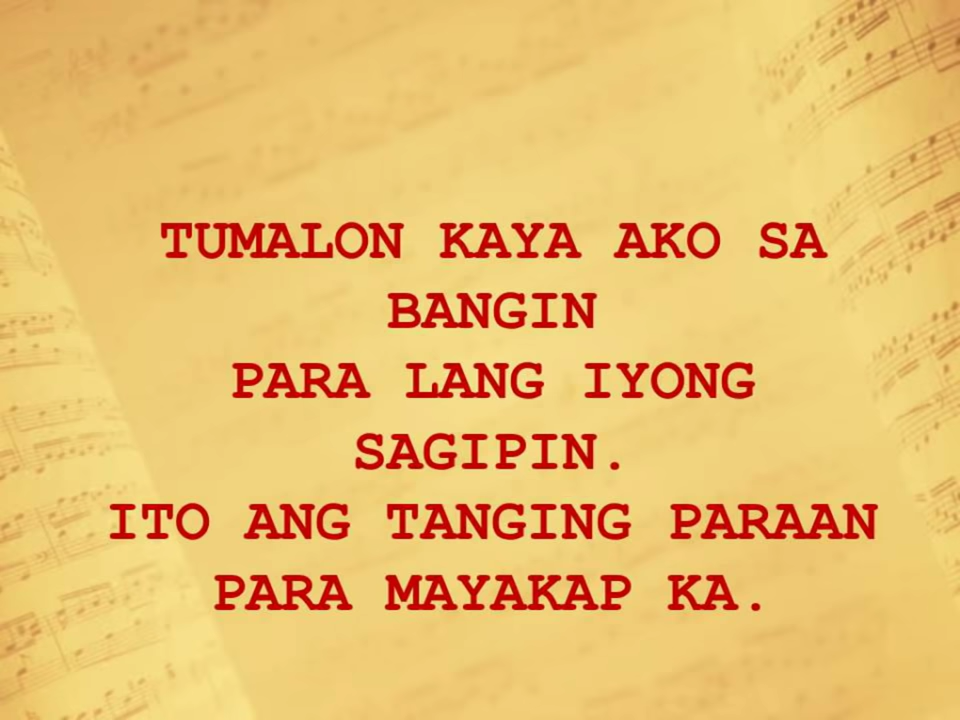 TUMALON KAYA AKO SA
BANGIN
PARA LANG IYONG
SAGIPIN.
ITO ANG TANGING PARAAN
PARA MAYAKAP KA.